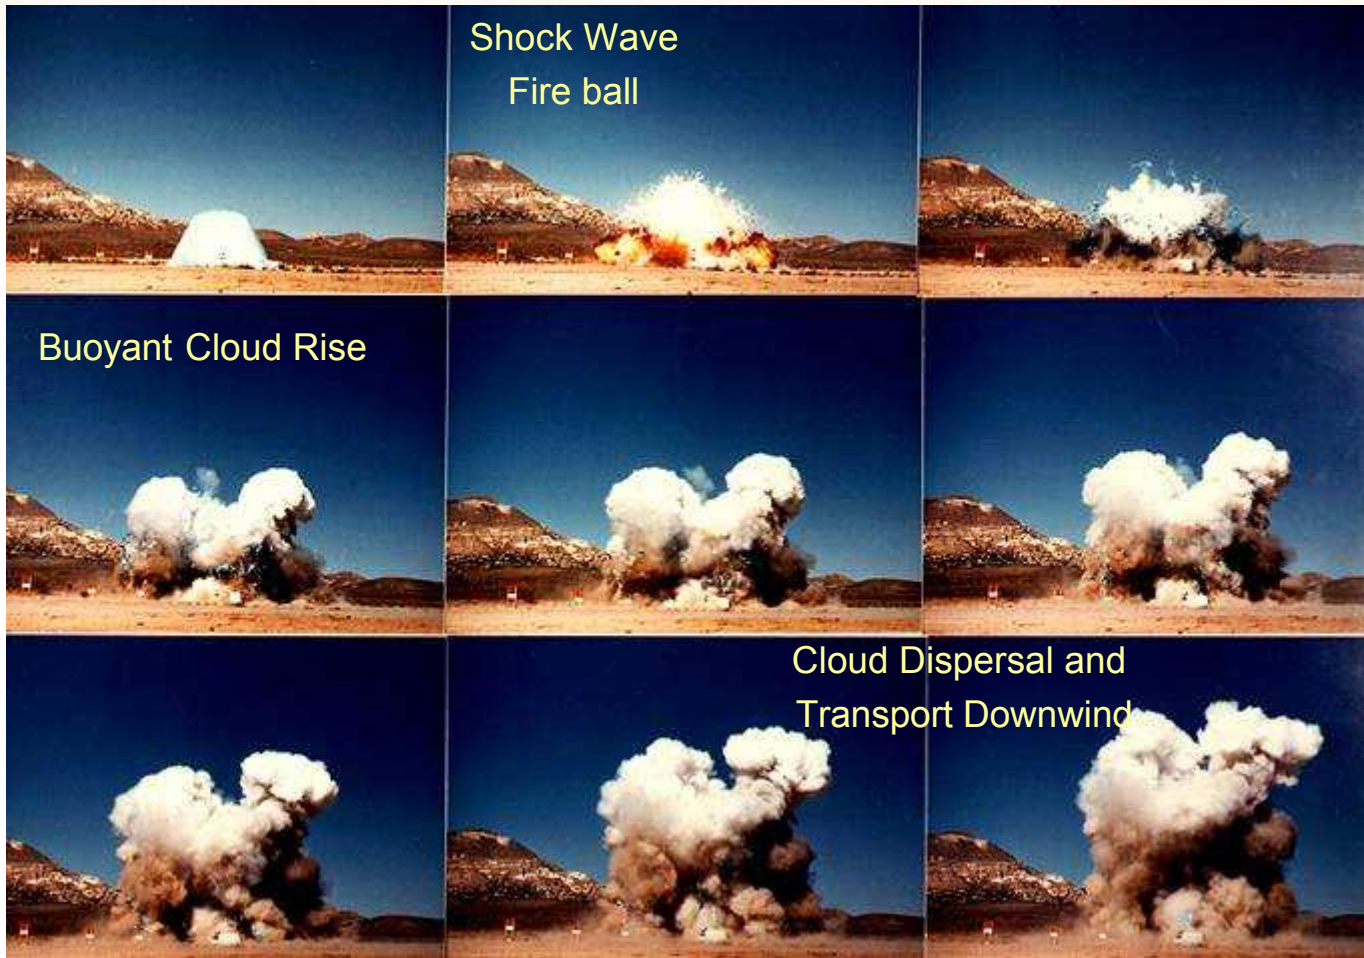 Shock Wave
Fire ball
Buoyant Cloud Rise
Cloud Dispersal and
Transport Downwind